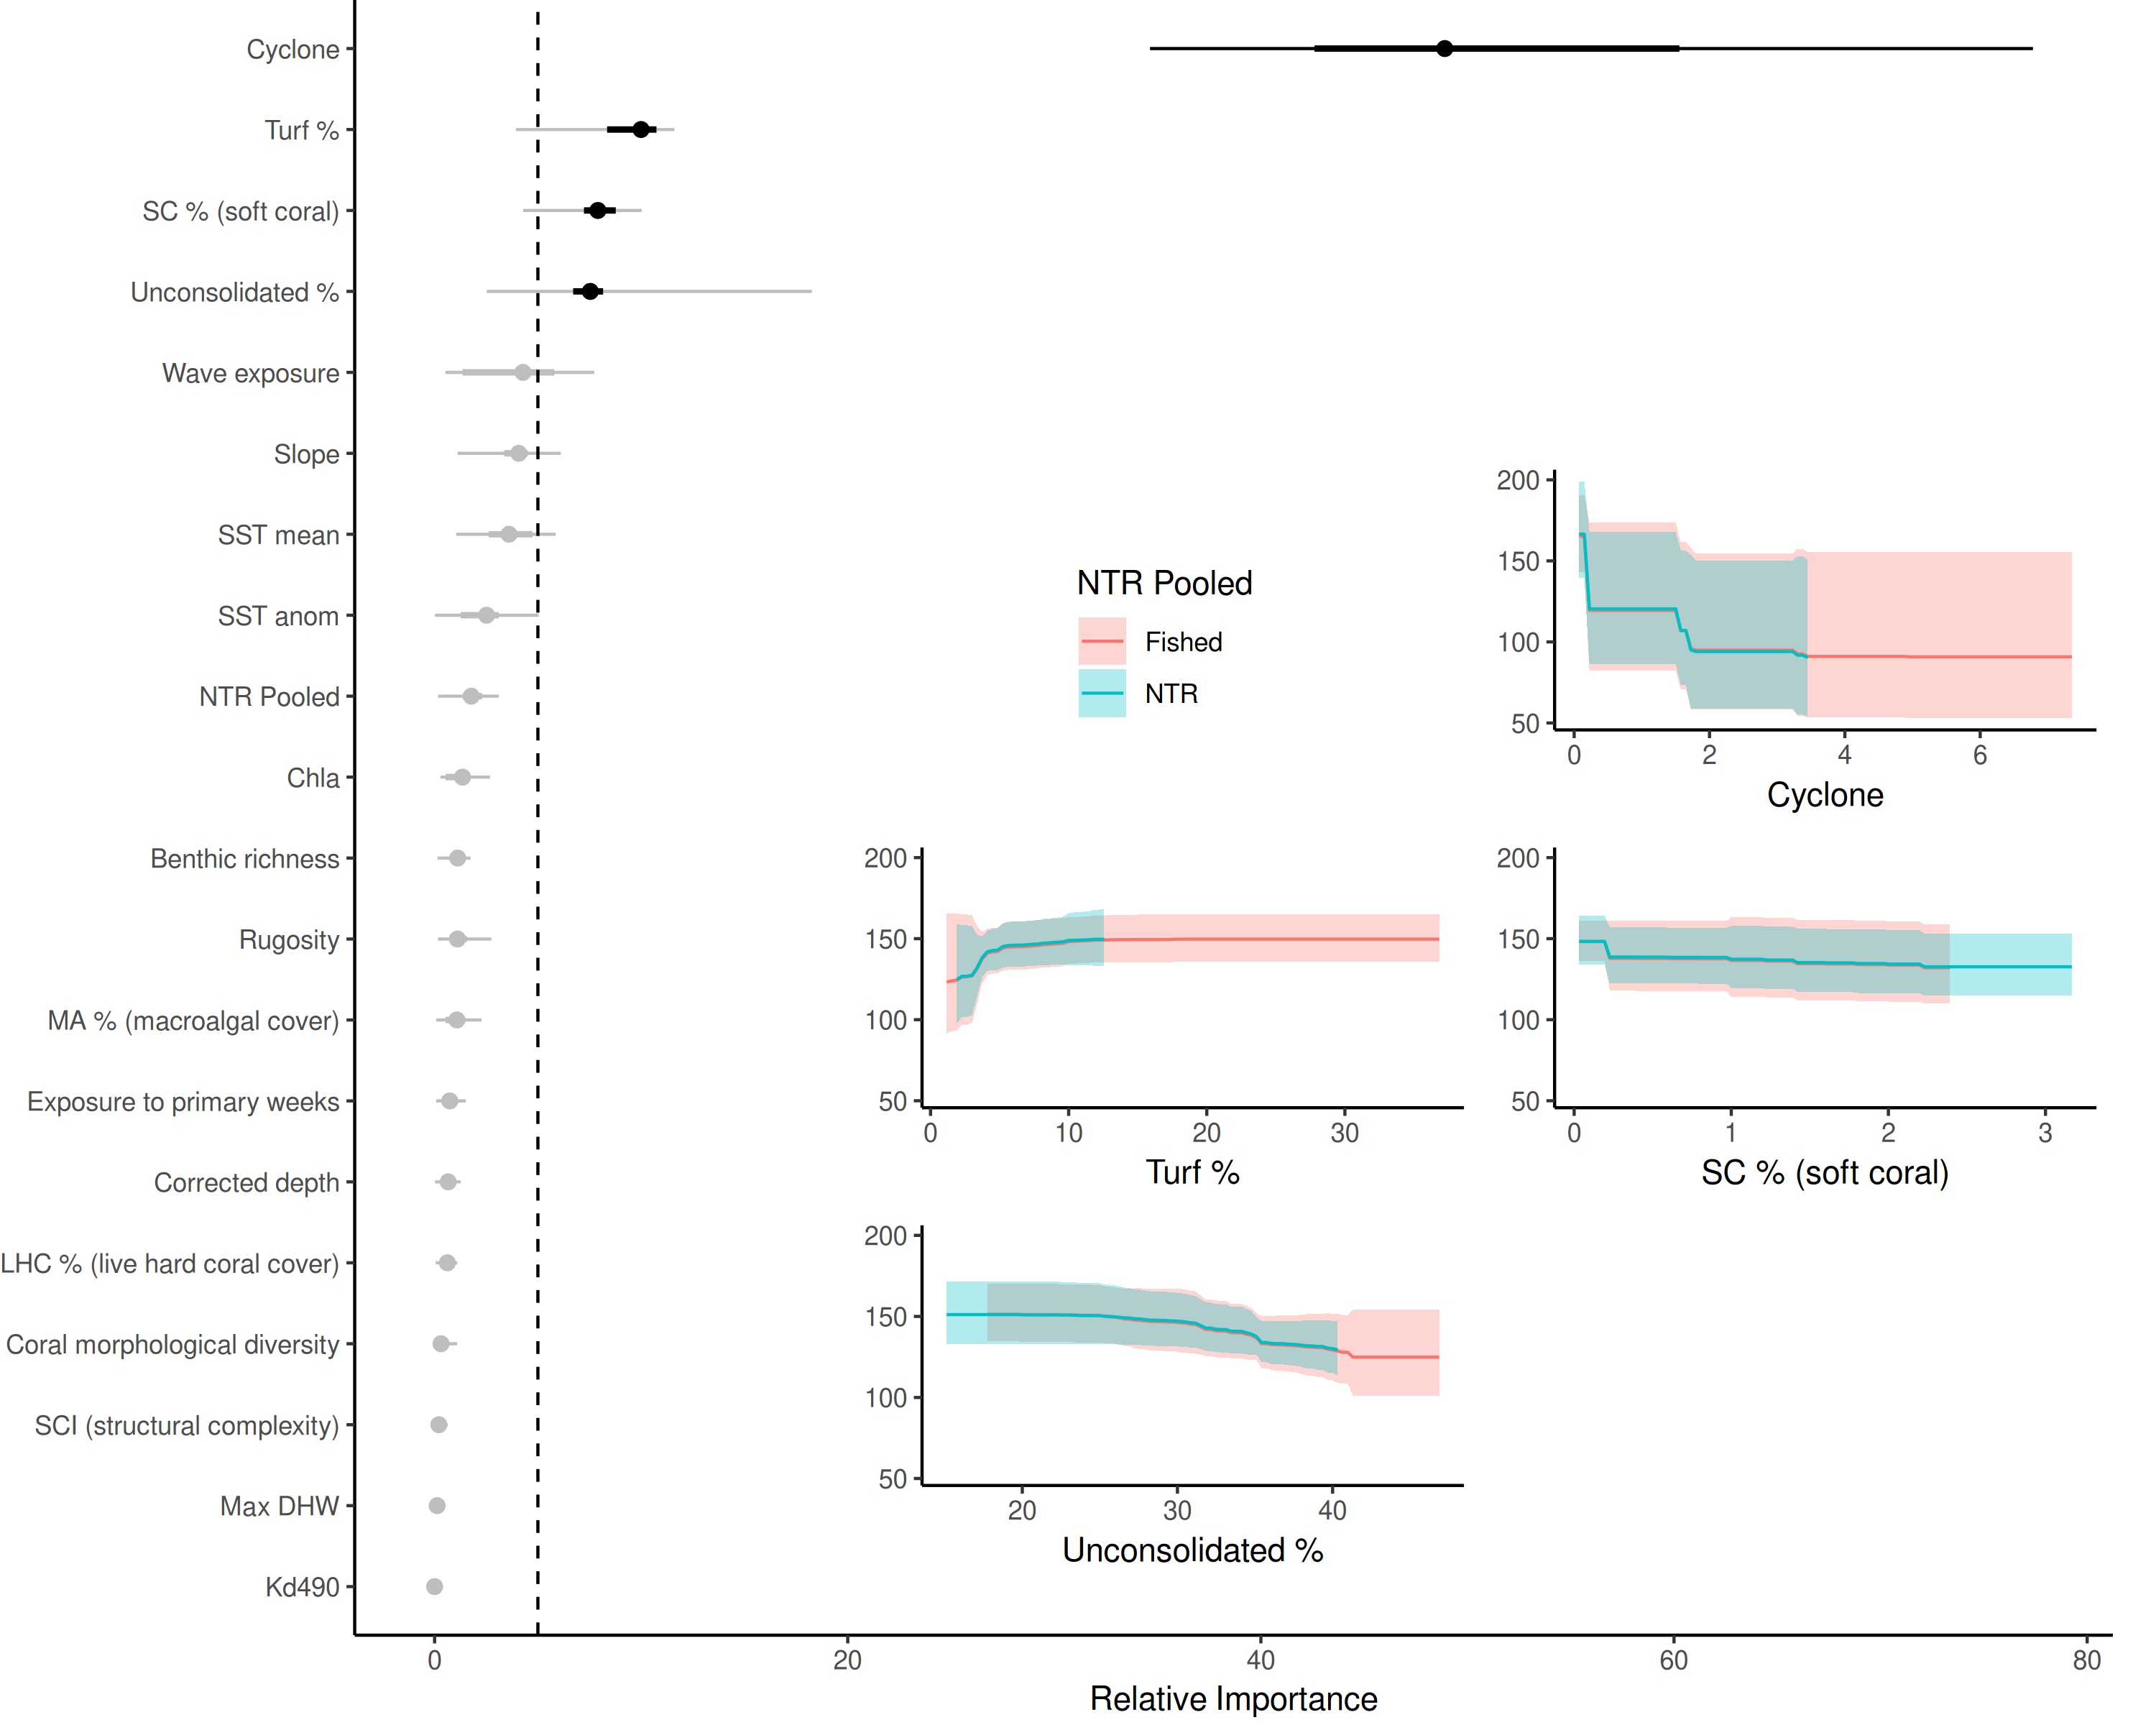 Cyclone
Turf %
SC % (soft coral)
Unconsolidated %
Wave exposure
Slope
SST mean
SST anom
NTR Pooled
Chla
Benthic richness
Rugosity
MA % (macroalgal cover)
Exposure to primary weeks
Corrected depth
LHC % (live hard coral cover)
Coral morphological diversity
SCI (structural complexity)
Max DHW
Kd490
0 20 40 60 80
Relative Importance
NTR Pooled
Fished
NTR
200
150
100
50
0 2 4 6
Cyclone
200
150
100
50
0 10 20 30
Turf %
200
150
100
50
0 1 2 3
SC % (soft coral)
200
150
100
50
20 30 40
Unconsolidated %